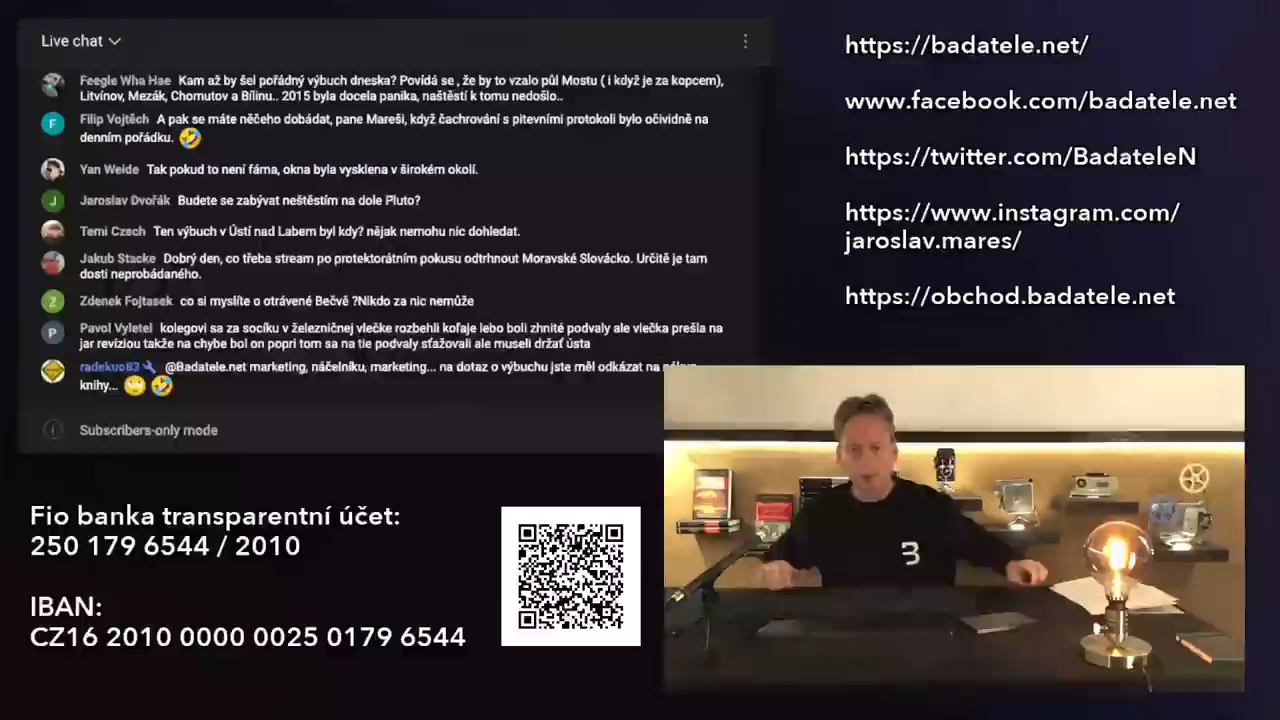 Live chat
Feegle Wha Hae Kam až by šel pořádný výbuch dneska? Povídá se , že by to vzalo půl Mostu ( i když je za kopcem),
Litvínov, Mezák, Chomutov a Bílinu.. 2015 byla docela panika, naštěstí k tomu nedošlo..
F Filip Vojtěch A pak se máte něčeho dobádat, pane Mareši, když čachrování s pitevními protokoli bylo očividně na
denním pořádku. 🤣
Yan Weide Tak pokud to není fáma, okna byla vysklena v širokém okolí.
J Jaroslav Dvořák Budete se zabývat neštěstím na dole Pluto?
Temi Czech Ten výbuch v Ústí nad Labem byl kdy? nějak nemohu nic dohledat.
Jakub Stacke Dobrý den, co třeba stream po protektorátním pokusu odtrhnout Moravské Slovácko. Určitě je tam
dosti neprobádaného.
Z Zdenek Fojtasek co si myslíte o otrávené Bečvě ?Nikdo za nic nemůže
P Pavol Vyletel kolegovi sa za socíku v železničnej vlečke rozbehli koľaje lebo boli zhnité podvaly ale vlečka prešla na
jar revíziou takže na chybe bol on popri tom sa na tie podvaly sťažovali ale museli držať ústa
radekuo83 @Badatele.net marketing, náčelníku, marketing... na dotaz o výbuchu jste měl odkázat na
knihy... 🙄 🤣
Subscribers-only mode
https://badatele.net/
www.facebook.com/badatele.net
https://twitter.com/BadateleN
https://www.instagram.com/
jaroslav.mares/
https://obchod.badatele.net
Fio banka transparentní účet:
250 179 6544 / 2010
IBAN:
CZ16 2010 0000 0025 0179 6544